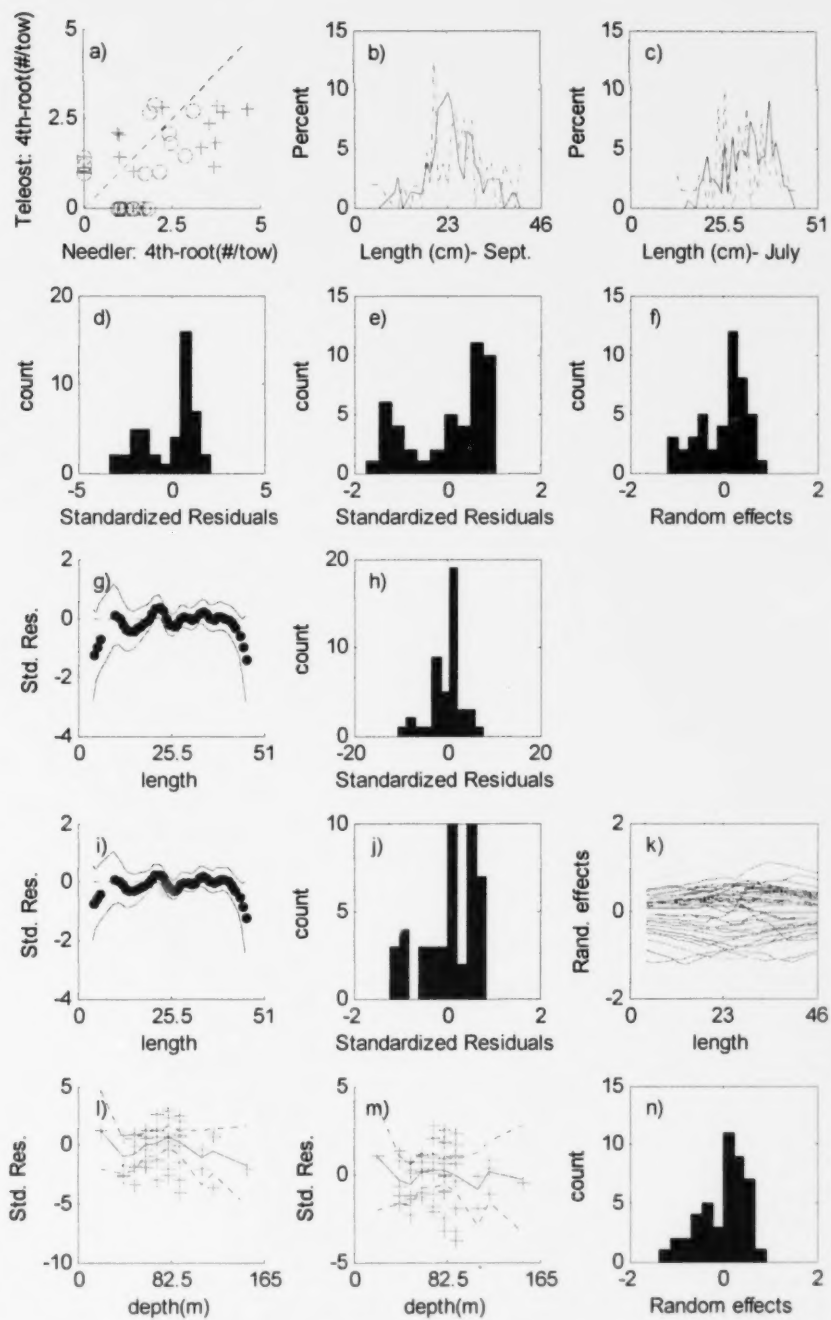 a)
5
2.5
0
0 2.5 5
Teleost: 4th-root(#/tow)
Needler: 4th-root(#/tow)
b)
15
10
5
0
0 23 46
Percent
Length (cm)- Sept.
c)
15
10
5
0
0 25.5 51
Percent
Length (cm)- July
d)
20
10
0
-5 0 5
count
Standardized Residuals
e)
15
10
5
0
-2 0 2
count
Standardized Residuals
f)
15
10
5
0
-2 0 2
count
Random effects
g)
2
0
-2
-4
0 25.5 51
Std. Res.
length
h)
20
10
0
-20 0 20
count
Standardized Residuals
i)
2
0
-2
-4
0 25.5 51
Std. Res.
length
j)
10
5
0
-2 0 2
count
Standardized Residuals
k)
2
0
-2
0 23 46
Rand. effects
length
l)
5
0
-5
-10
0 82.5 165
Std. Res.
depth(m)
m)
5
0
-5
0 82.5 165
Std. Res.
depth(m)
n)
15
10
5
0
-2 0 2
count
Random effects